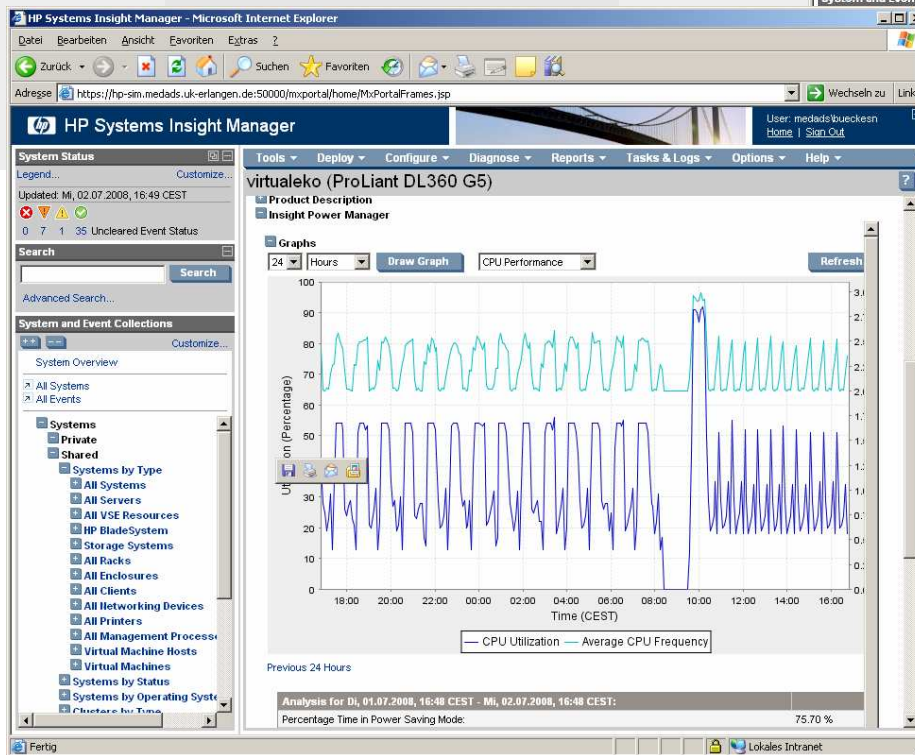 System and Even
HP Systems Insight Manager - Microsoft Internet Explorer
Datei Bearbeiten Ansicht Favoriten Extras ?
Zurück Suchen Favoriten
Adresse https://hp-sim.medads.uk-erlangen.de:50000/mxportal/home/MxPortalFrames.jsp Wechseln zu Link
hp HP Systems Insight Manager
User: medads\bueckesn
Home | Sign Out
System Status
Legend... Customize...
Updated: Mi, 02.07.2008, 16:49 CEST
0 7 1 35 Uncleared Event Status
Search
Search
Advanced Search...
System and Event Collections
Customize...
System Overview
All Systems
All Events
Systems
Private
Shared
Systems by Type
All Systems
All Servers
All VSE Resources
HP BladeSystem
Storage Systems
All Racks
All Enclosures
All Clients
All Networking Devices
All Printers
All Management Processo
Virtual Machine Hosts
Virtual Machines
Systems by Status
Systems by Operating Syste
Clusters by Type
Tools Deploy Configure Diagnose Reports Tasks & Logs Options Help
virtualeko (ProLiant DL360 G5) ?
Product Description
Insight Power Manager
Graphs
24 Hours Draw Graph CPU Performance Refresh
100
90
80
70
60
50
30
20
10
0
(Percentage)
18:00 20:00 22:00 00:00 02:00 04:00 06:00 08:00 10:00 12:00 14:00 16:00
Time (CEST)
CPU Utilization Average CPU Frequency
Previous 24 Hours
Analysis for Di, 01.07.2008, 16:48 CEST - Mi, 02.07.2008, 16:48 CEST:
Percentage Time in Power Saving Mode: 75.70 %
Fertig Lokales Intranet